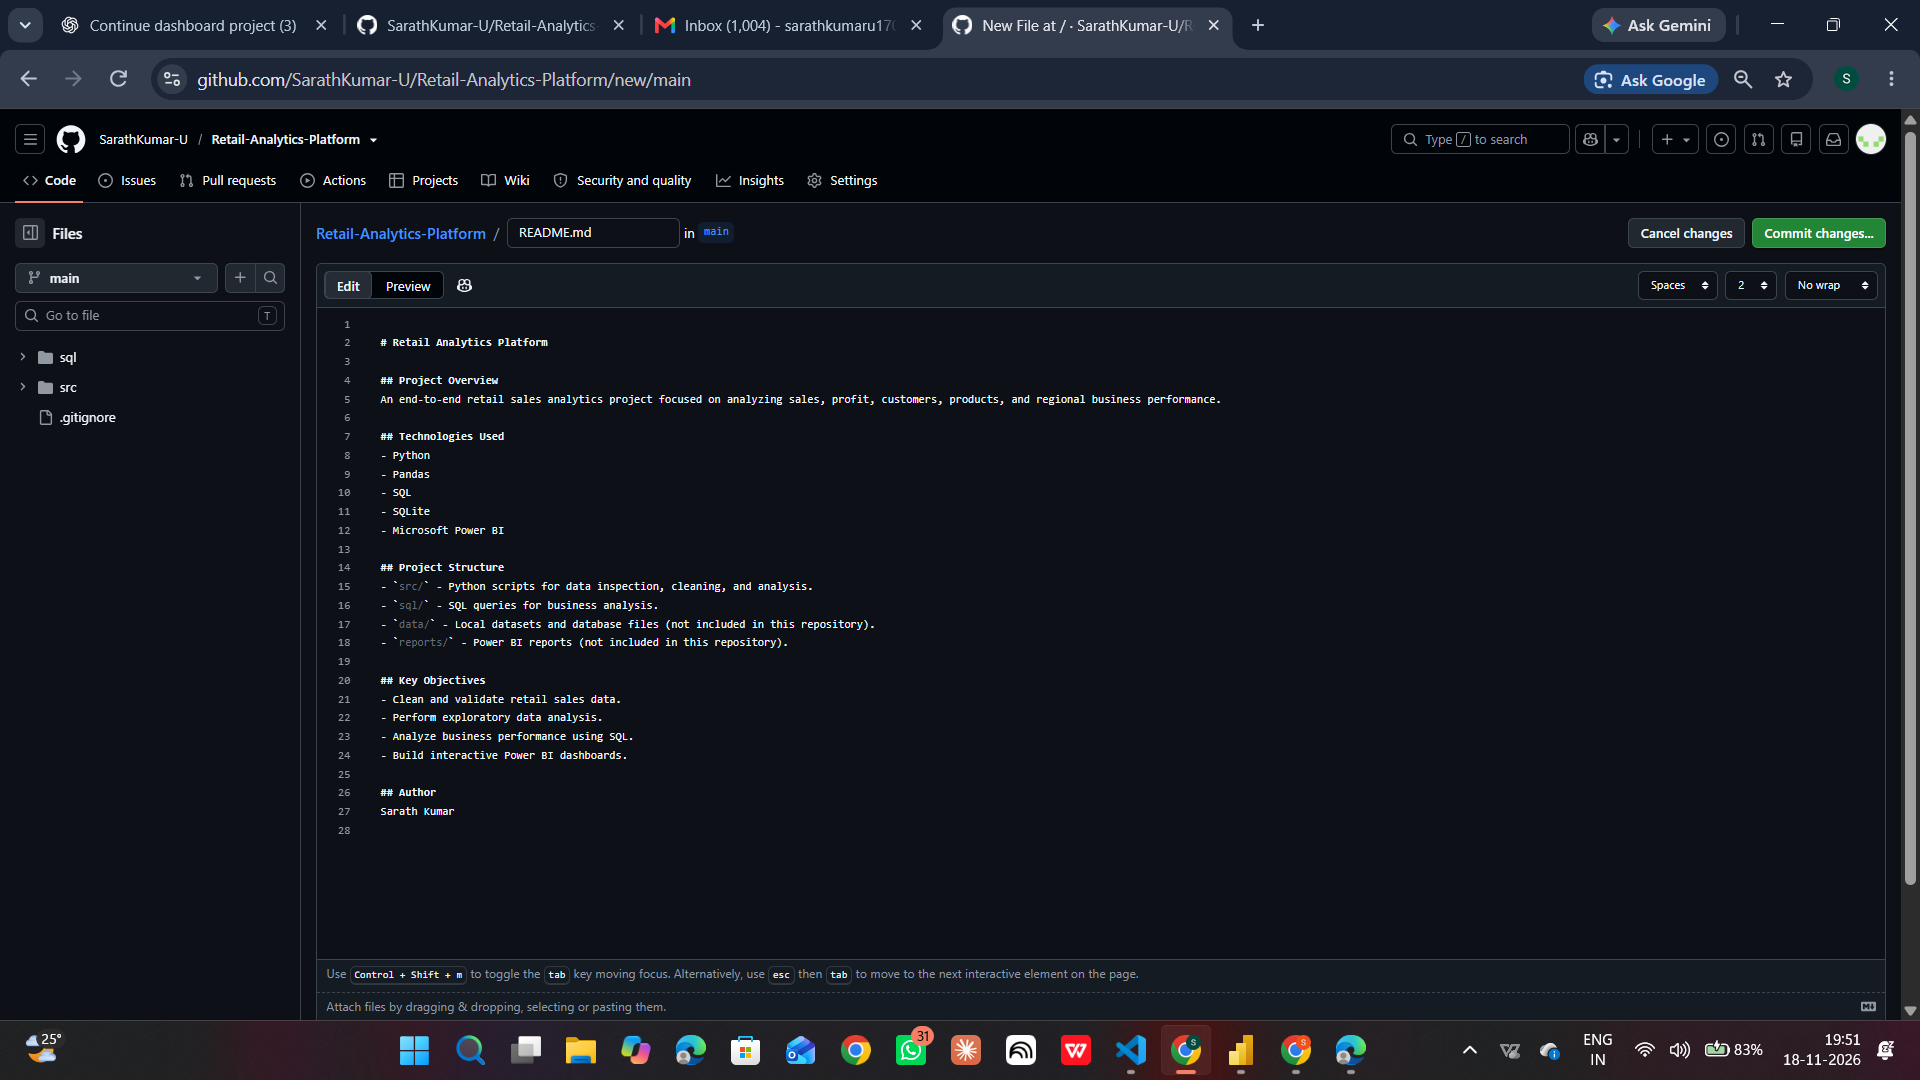 Continue dashboard project (3)
SarathKumar-U/Retail-Analytics-
Inbox (1,004) - sarathkumaru170
New File at / · SarathKumar-U/R
Ask Gemini
github.com/SarathKumar-U/Retail-Analytics-Platform/new/main
Ask Google
S
SarathKumar-U / Retail-Analytics-Platform
Type / to search
Code
Issues
Pull requests
Actions
Projects
Wiki
Security and quality
Insights
Settings
Files
Retail-Analytics-Platform / README.md in main
Cancel changes
Commit changes...
main
Go to file
T
sql
src
.gitignore
Edit
Preview
Spaces
2
No wrap
1
2 # Retail Analytics Platform
3
4 ## Project Overview
5 An end-to-end retail sales analytics project focused on analyzing sales, profit, customers, products, and regional business performance.
6
7 ## Technologies Used
8 - Python
9 - Pandas
10 - SQL
11 - SQLite
12 - Microsoft Power BI
13
14 ## Project Structure
15 - `src/` - Python scripts for data inspection, cleaning, and analysis.
16 - `sql/` - SQL queries for business analysis.
17 - `data/` - Local datasets and database files (not included in this repository).
18 - `reports/` - Power BI reports (not included in this repository).
19
20 ## Key Objectives
21 - Clean and validate retail sales data.
22 - Perform exploratory data analysis.
23 - Analyze business performance using SQL.
24 - Build interactive Power BI dashboards.
25
26 ## Author
27 Sarath Kumar
28
Use Control + Shift + m to toggle the tab key moving focus. Alternatively, use esc then tab to move to the next interactive element on the page.
Attach files by dragging & dropping, selecting or pasting them.
25°
31
ENG
IN
83%
19:51
18-11-2026